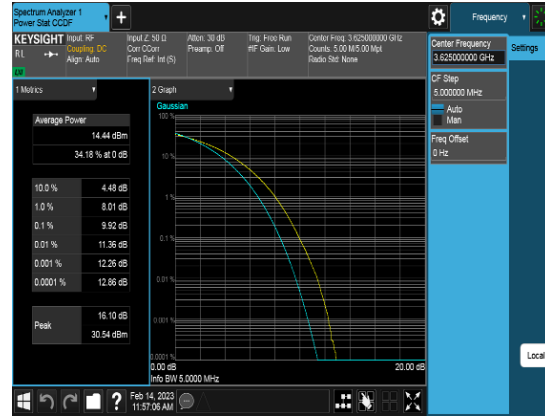 Spectrum Analyzer 1
Power Stat CCDF
+
Frequency
KEYSIGHT
Input: RF
Input Z: 50 Ω
Atten: 30 dB
Trig: Free Run
Center Freq: 3.625000000 GHz
R L
Coupling: DC
Corr CCorr
Preamp: Off
#IF Gain: Low
Counts: 5.00 M/5.00 Mpt
Align: Auto
Freq Ref: Int (S)
Radio Std: None
1 Metrics
2 Graph
Gaussian
Average Power
14.44 dBm
34.18 % at 0 dB
10.0 % 4.48 dB
1.0 % 8.01 dB
0.1 % 9.92 dB
0.01 % 11.36 dB
0.001 % 12.26 dB
0.0001 % 12.86 dB
Peak
16.10 dB
30.54 dBm
100 %
10 %
1 %
0.1 %
0.01 %
0.001 %
0.0001 %
0.00 dB
20.00 dB
Info BW 5.0000 MHz
Center Frequency
3.625000000 GHz
Settings
CF Step
5.000000 MHz
Auto
Man
Freq Offset
0 Hz
Local
?
Feb 14, 2023
11:57:06 AM